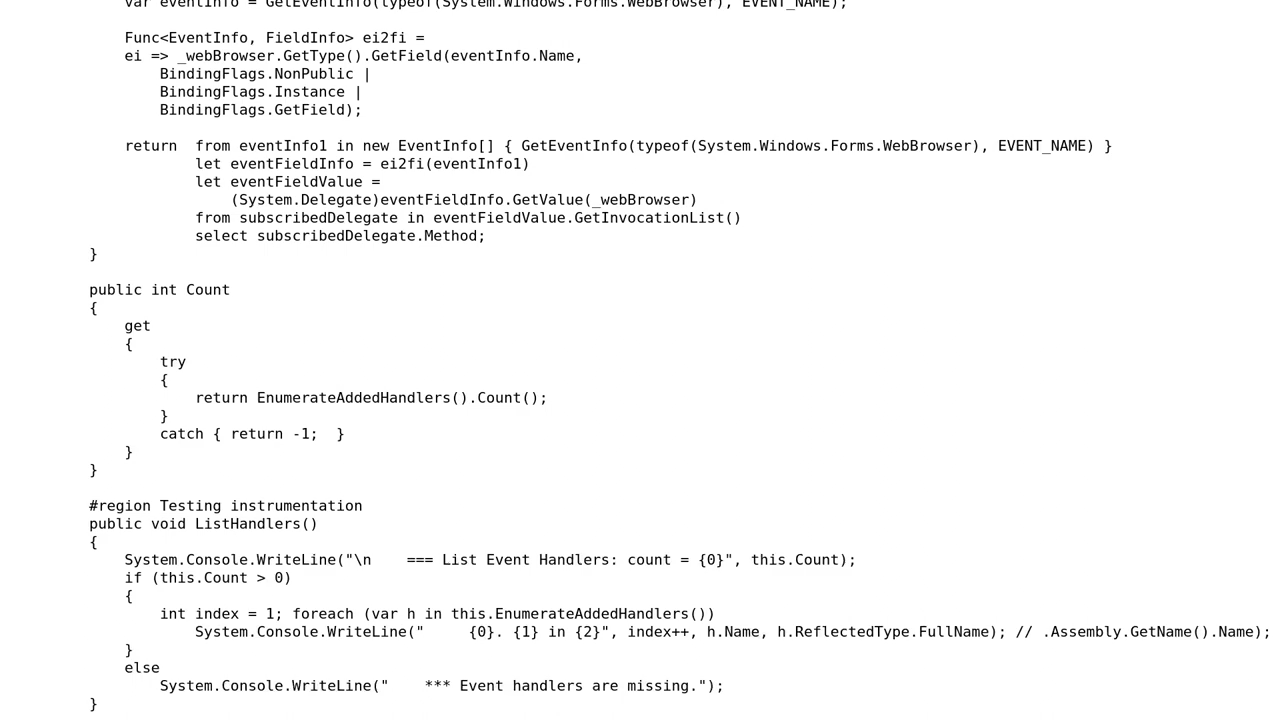 var eventInfo = GetEventInfo(typeof(System.Windows.Forms.WebBrowser), EVENT_NAME);
Func<EventInfo, FieldInfo> ei2fi =
ei => _webBrowser.GetType().GetField(eventInfo.Name,
BindingFlags.NonPublic |
BindingFlags.Instance |
BindingFlags.GetField);
return  from eventInfo1 in new EventInfo[] { GetEventInfo(typeof(System.Windows.Forms.WebBrowser), EVENT_NAME) }
let eventFieldInfo = ei2fi(eventInfo1)
let eventFieldValue =
(System.Delegate)eventFieldInfo.GetValue(_webBrowser)
from subscribedDelegate in eventFieldValue.GetInvocationList()
select subscribedDelegate.Method;
}
public int Count
{
get
{
try
{
return EnumerateAddedHandlers().Count();
}
catch { return -1;  }
}
}
#region Testing instrumentation
public void ListHandlers()
{
System.Console.WriteLine("\n    === List Event Handlers: count = {0}", this.Count);
if (this.Count > 0)
{
int index = 1; foreach (var h in this.EnumerateAddedHandlers())
System.Console.WriteLine("     {0}. {1} in {2}", index++, h.Name, h.ReflectedType.FullName); // .Assembly.GetName().Name);
}
else
System.Console.WriteLine("    *** Event handlers are missing.");
}